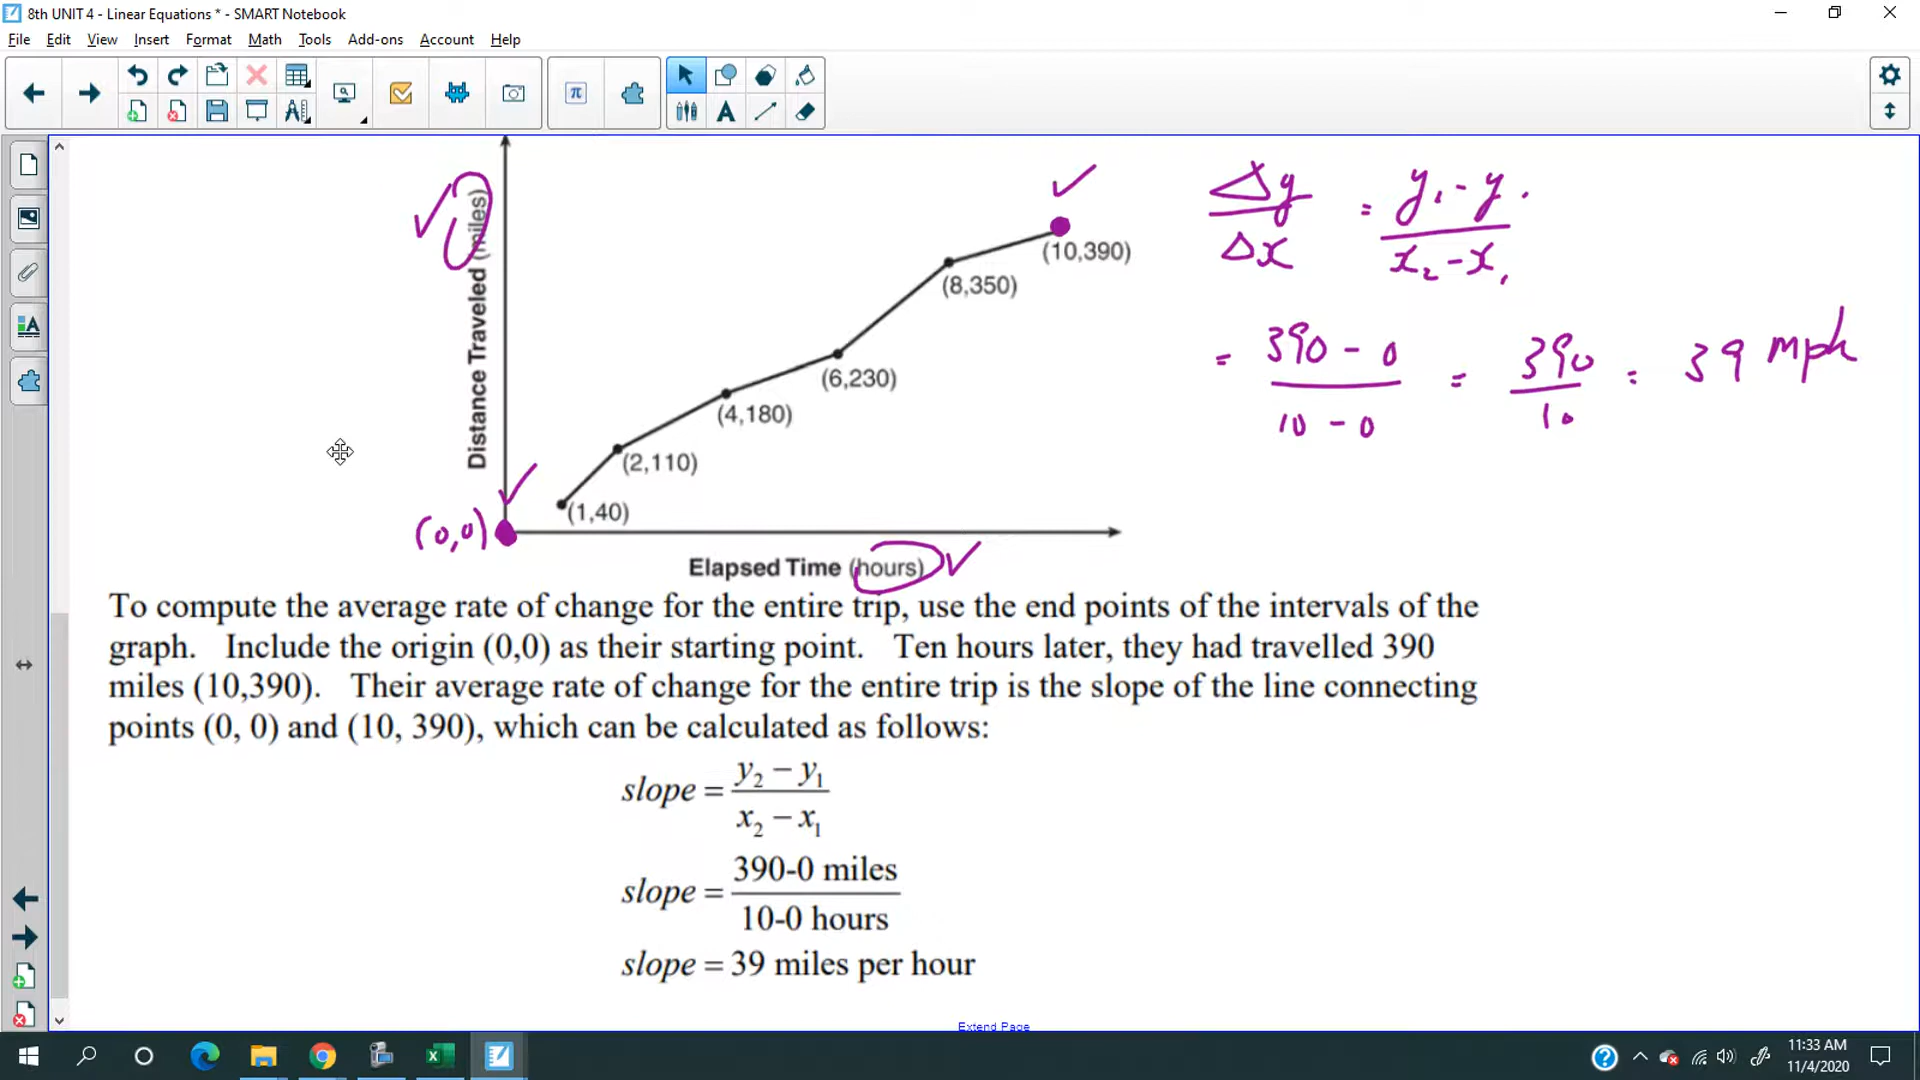 8th UNIT 4 - Linear Equations * - SMART Notebook
File Edit View Insert Format Math Tools Add-ons Account Help
Distance Traveled (miles)
(10,390)
(8,350)
(6,230)
(4,180)
(2,110)
(1,40)
(0,0)
Elapsed Time (hours)
Δy/Δx = y₁ - y./x₂ - x₁
= 390 - 0/10 - 0 = 390/10 = 39 mph
To compute the average rate of change for the entire trip, use the end points of the intervals of the
graph. Include the origin (0,0) as their starting point. Ten hours later, they had travelled 390
miles (10,390). Their average rate of change for the entire trip is the slope of the line connecting
points (0, 0) and (10, 390), which can be calculated as follows:
slope = y₂ − y₁/x₂ − x₁
slope = 390-0 miles/10-0 hours
slope = 39 miles per hour
Extend Page
11:33 AM
11/4/2020